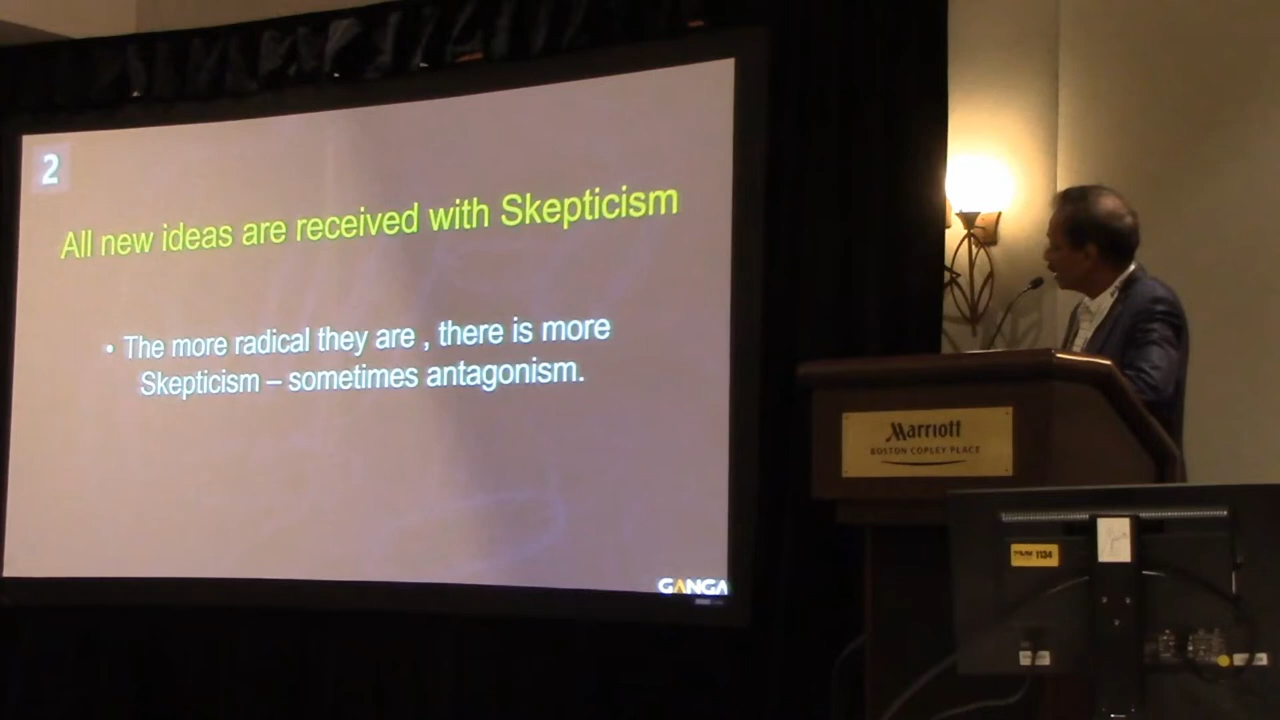 2
All new ideas are received with Skepticism
• The more radical they are , there is more
Skepticism – sometimes antagonism.
GANGA
Marriott
BOSTON COPLEY PLACE
1134